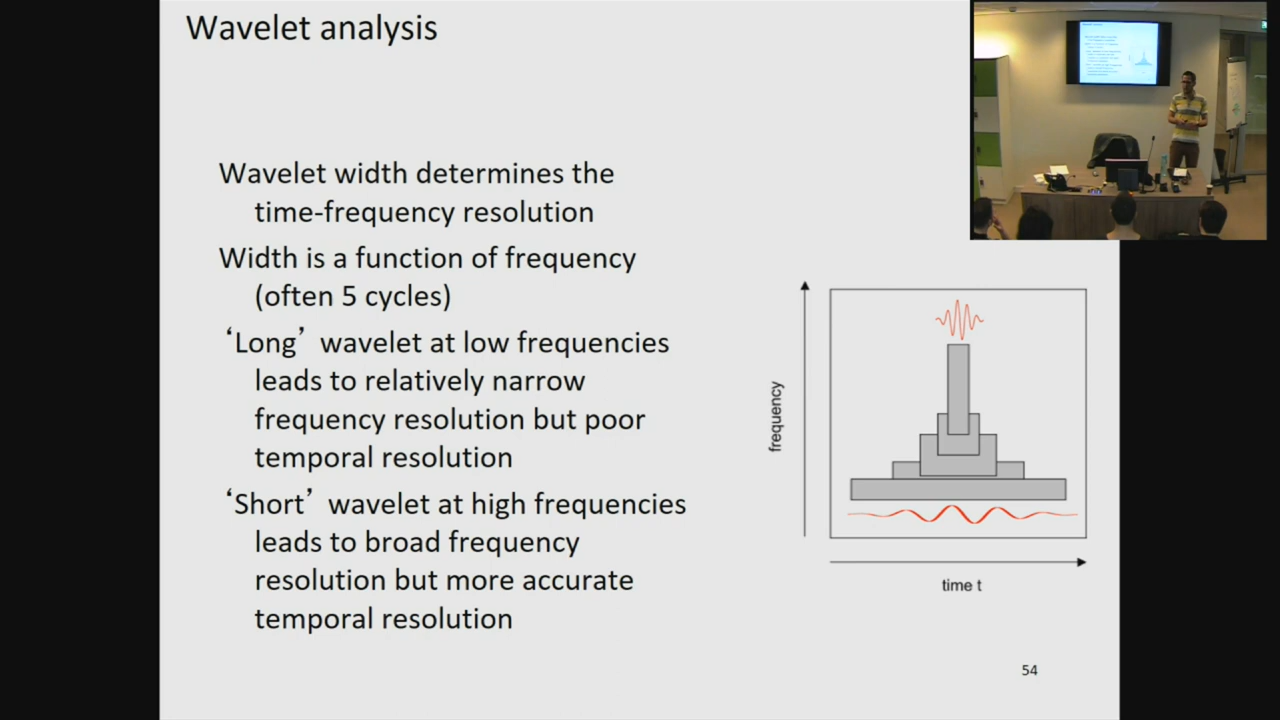 Wavelet analysis
Wavelet width determines the
time-frequency resolution
Width is a function of frequency
(often 5 cycles)
‘Long’ wavelet at low frequencies
leads to relatively narrow
frequency resolution but poor
temporal resolution
‘Short’ wavelet at high frequencies
leads to broad frequency
resolution but more accurate
temporal resolution
frequency
time t
54